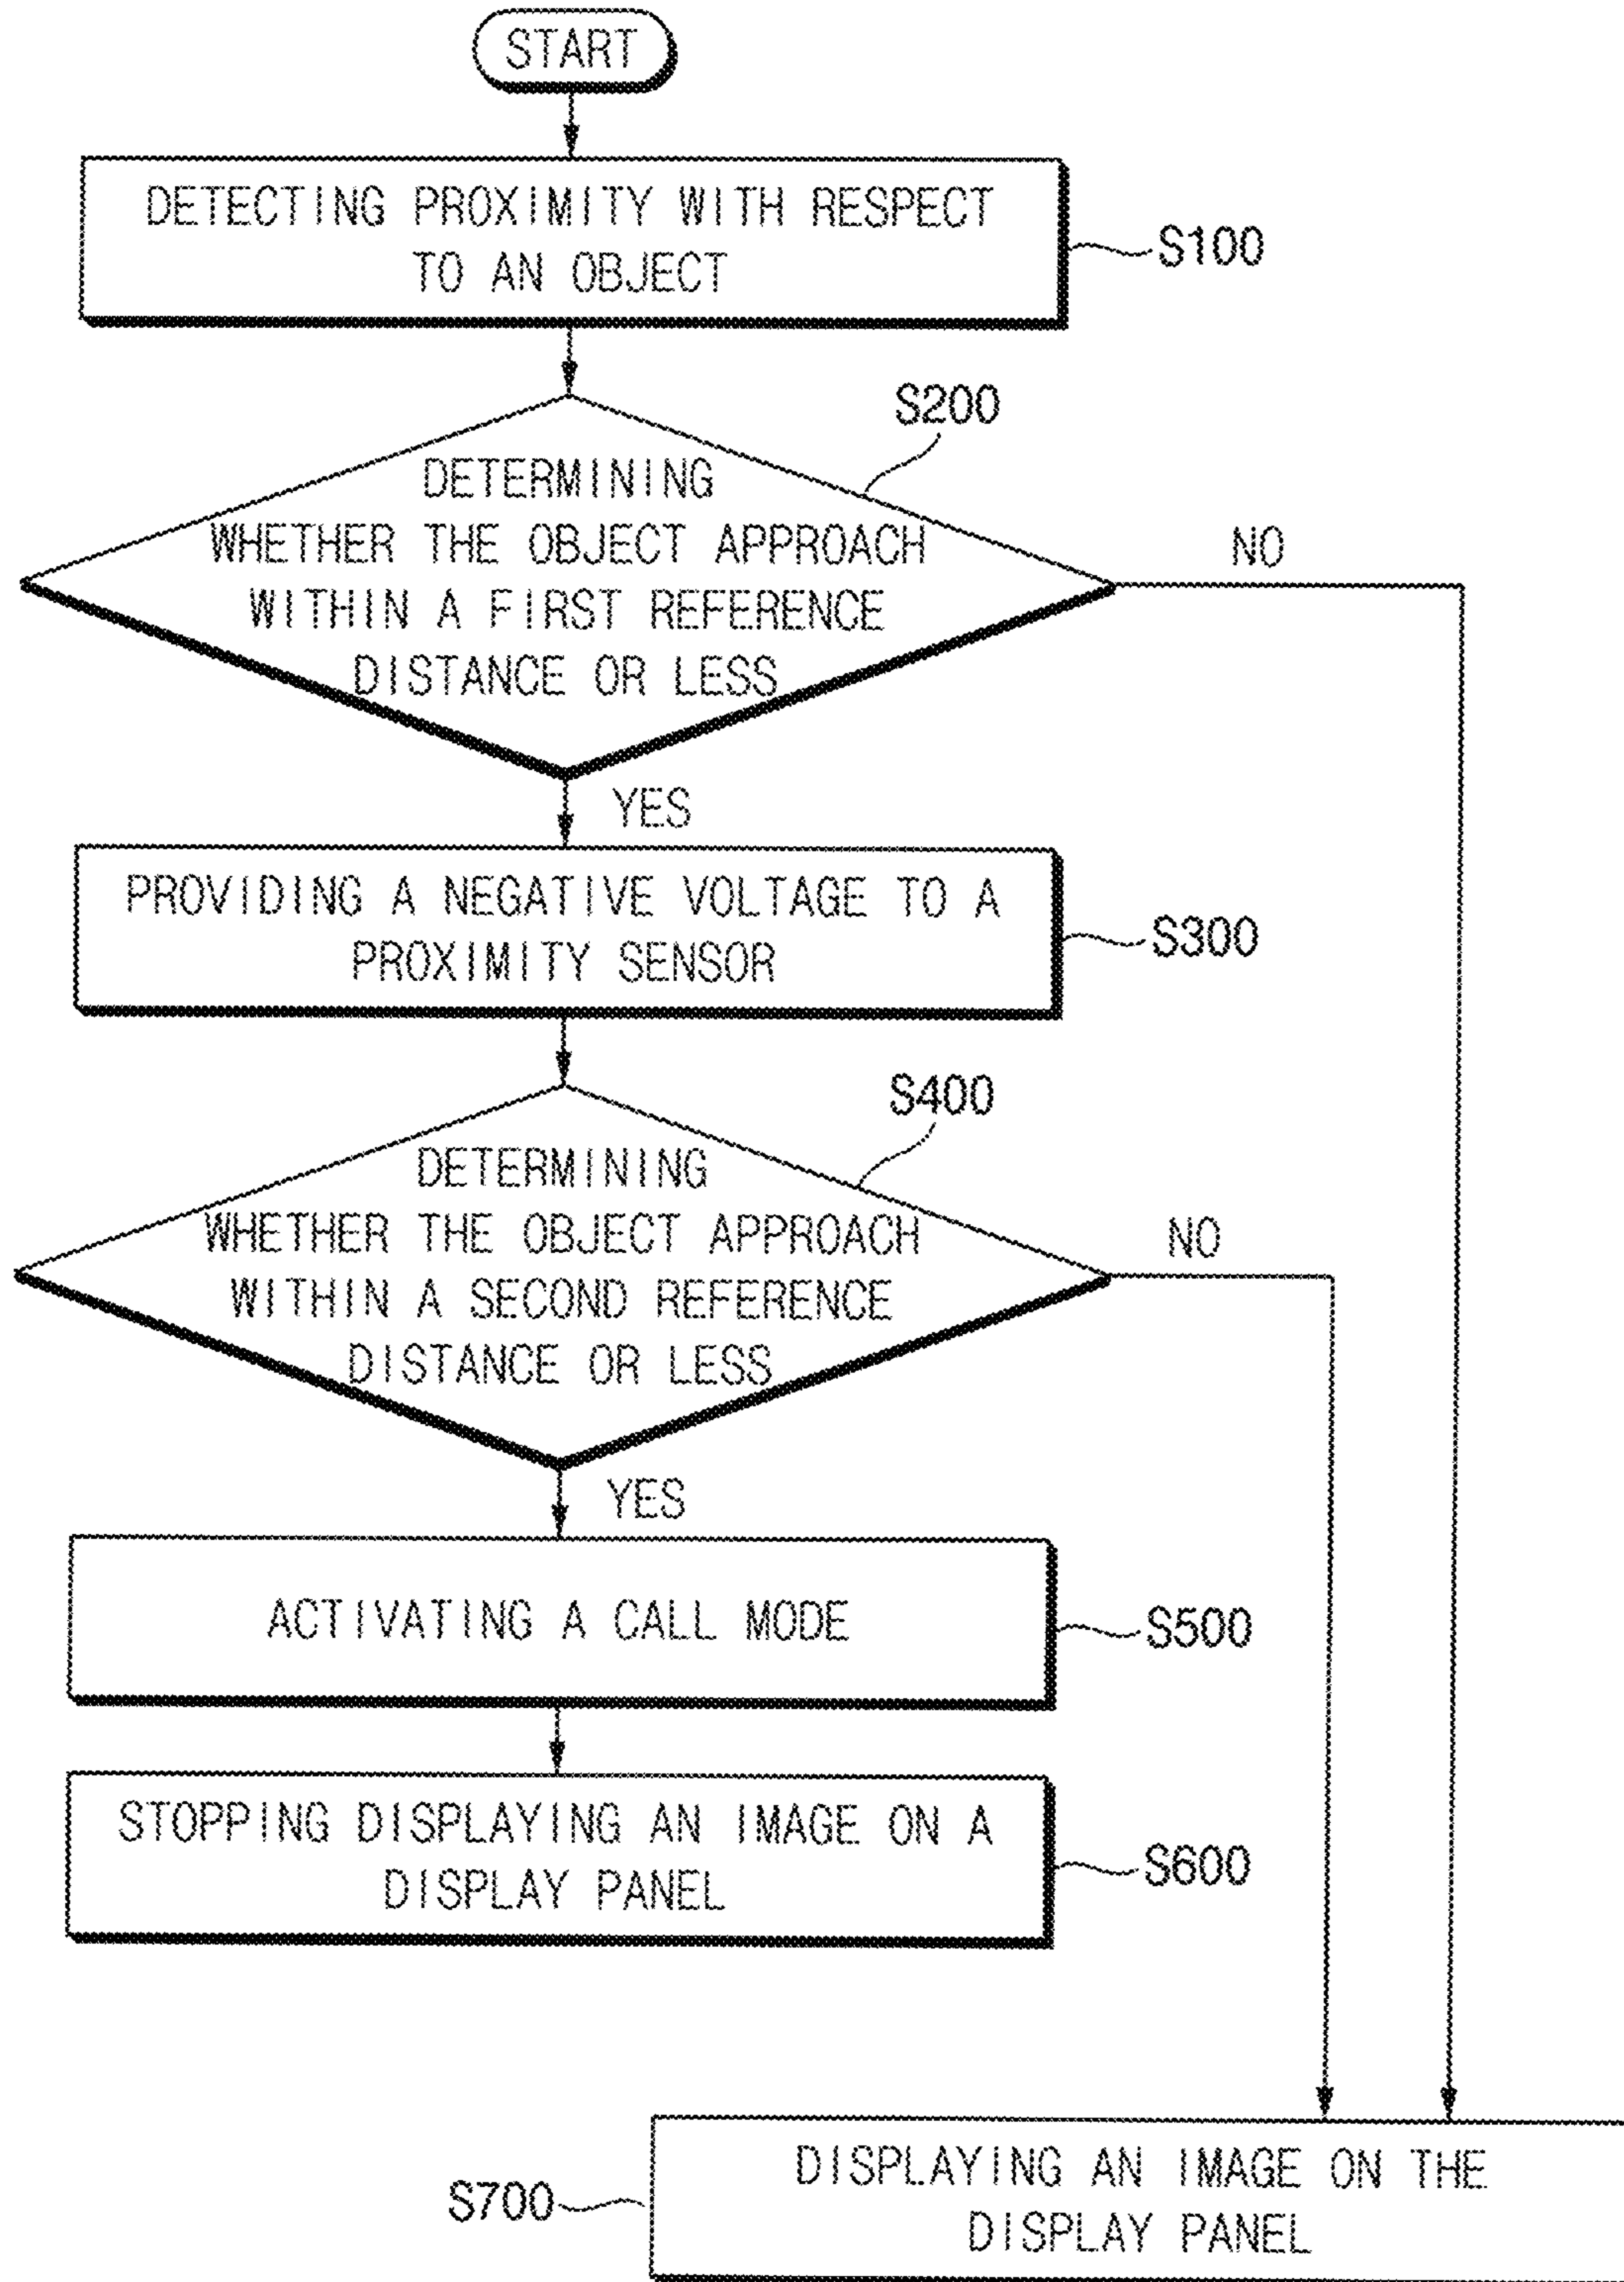 START
DETECTING PROXIMITY WITH RESPECT
TO AN OBJECT
S100
S200
DETERMINING
WHETHER THE OBJECT APPROACH
WITHIN A FIRST REFERENCE
DISTANCE OR LESS
NO
YES
PROVIDING A NEGATIVE VOLTAGE TO A
PROXIMITY SENSOR
S300
S400
DETERMINING
WHETHER THE OBJECT APPROACH
WITHIN A SECOND REFERENCE
DISTANCE OR LESS
NO
YES
ACTIVATING A CALL MODE
S500
STOPPING DISPLAYING AN IMAGE ON A
DISPLAY PANEL
S600
S700
DISPLAYING AN IMAGE ON THE
DISPLAY PANEL